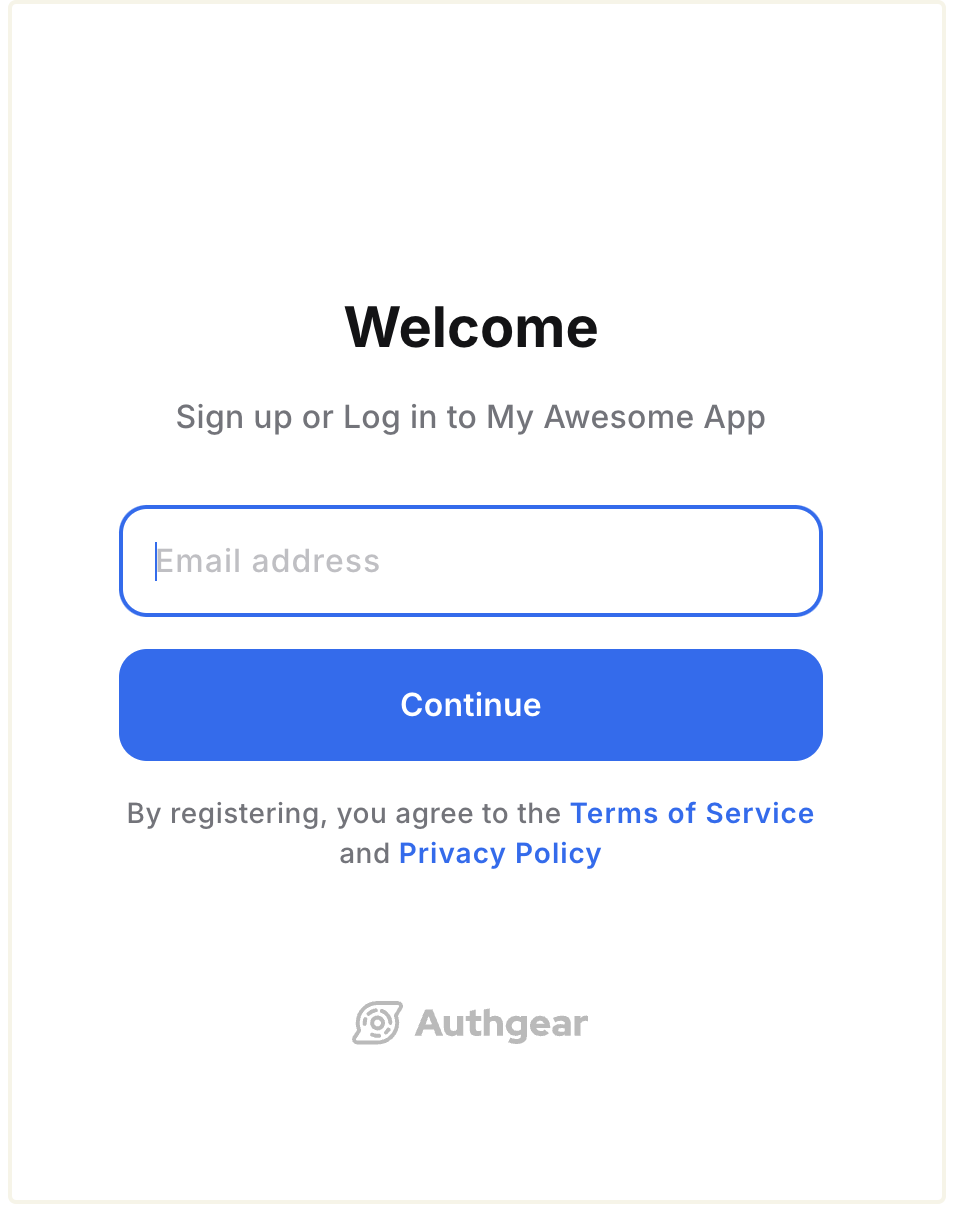 Welcome
Sign up or Log in to My Awesome App
Email address
Continue
By registering, you agree to the Terms of Service
and Privacy Policy
Authgear